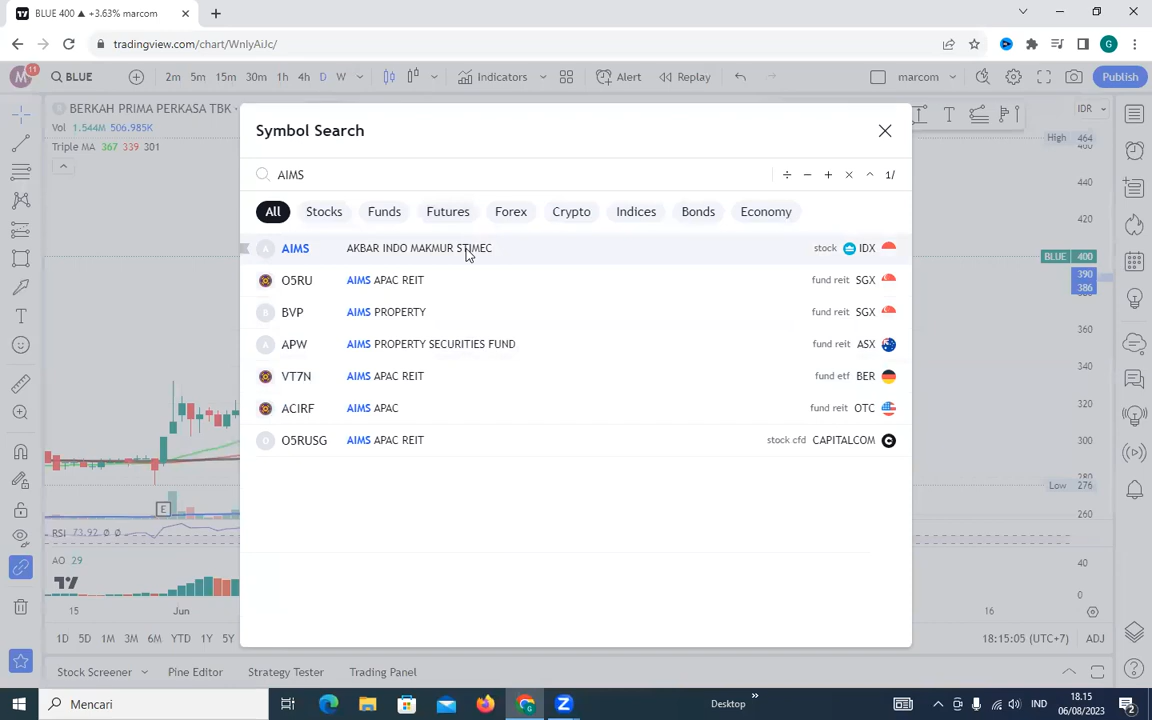 BLUE 400 ▲ +3.63% marcom
tradingview.com/chart/WnlyAiJc/
M 11 BLUE 2m 5m 15m 30m 1h 4h D W Indicators Alert Replay marcom Publish
BERKAH PRIMA PERKASA TBK · IDR
Vol 1.544M 506.985K
Triple MA 367 339 301
High 464
460
Symbol Search
AIMS 1/
All Stocks Funds Futures Forex Crypto Indices Bonds Economy
A AIMS AKBAR INDO MAKMUR STIMEC stock IDX
O5RU AIMS APAC REIT fund reit SGX
B BVP AIMS PROPERTY fund reit SGX
A APW AIMS PROPERTY SECURITIES FUND fund reit ASX
VT7N AIMS APAC REIT fund etf BER
ACIRF AIMS APAC fund reit OTC
O O5RUSG AIMS APAC REIT stock cfd CAPITALCOM
BLUE 400
390
386
360
340
320
300
280
Low 276
260
E
RSI 73.92 ∅ ∅
AO 29
40
0
15 Jun 16
1D 5D 1M 3M 6M YTD 1Y 5Y 18:15:05 (UTC+7) ADJ
Stock Screener Pine Editor Strategy Tester Trading Panel
Mencari Desktop IND 18.15
06/08/2023 2